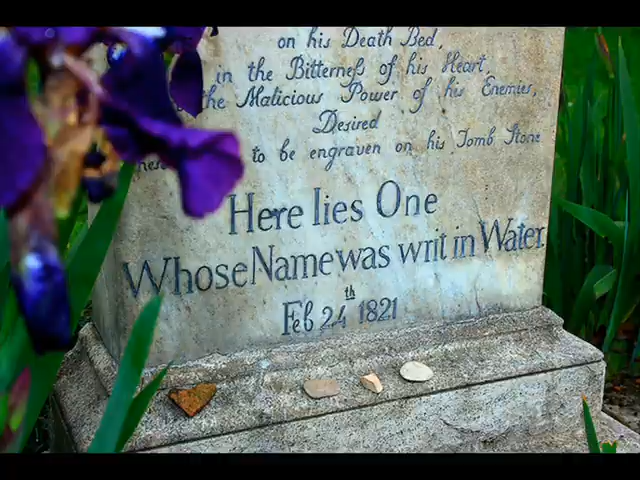 on his Death Bed,
in the Bitterneſs of his Heart,
the Malicious Power of his Enemies,
Desired
to be engraven on his Tomb Stone
Here lies One
Whose Name was writ in Water.
Feb 24th 1821